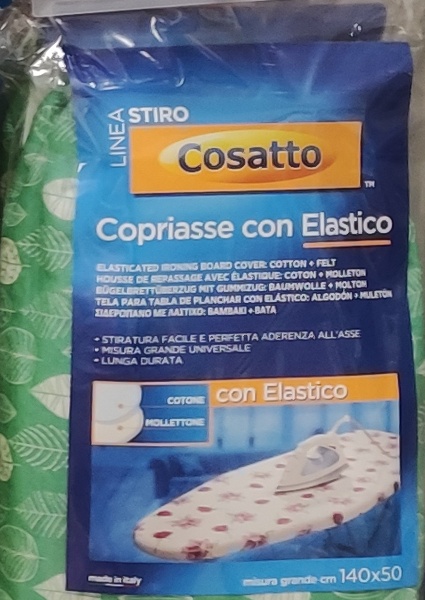 LINEA STIRO
Cosatto
TM
Copriasse con Elastico
ELASTICATED IRONING BOARD COVER: COTTON + FELT
HOUSSE DE REPASSAGE AVEC ÉLASTIQUE: COTON + MOLLETON
BÜGELBRETTÜBERZUG MIT GUMMIZUG: BAUMWOLLE + MOLTON
TELA PARA TABLA DE PLANCHAR CON ELÁSTICO: ALGODÓN + MULETÓN
ΣΙΔΕΡΟΠΑΝΟ ΜΕ ΛΑΣΤΙΧΟ: ΒΑΜΒΑΚΙ + ΒΑΤΑ
• STIRATURA FACILE E PERFETTA ADERENZA ALL'ASSE
• MISURA GRANDE UNIVERSALE
• LUNGA DURATA
con Elastico
COTONE
MOLLETTONE
made in italy
misura grande cm 140x50